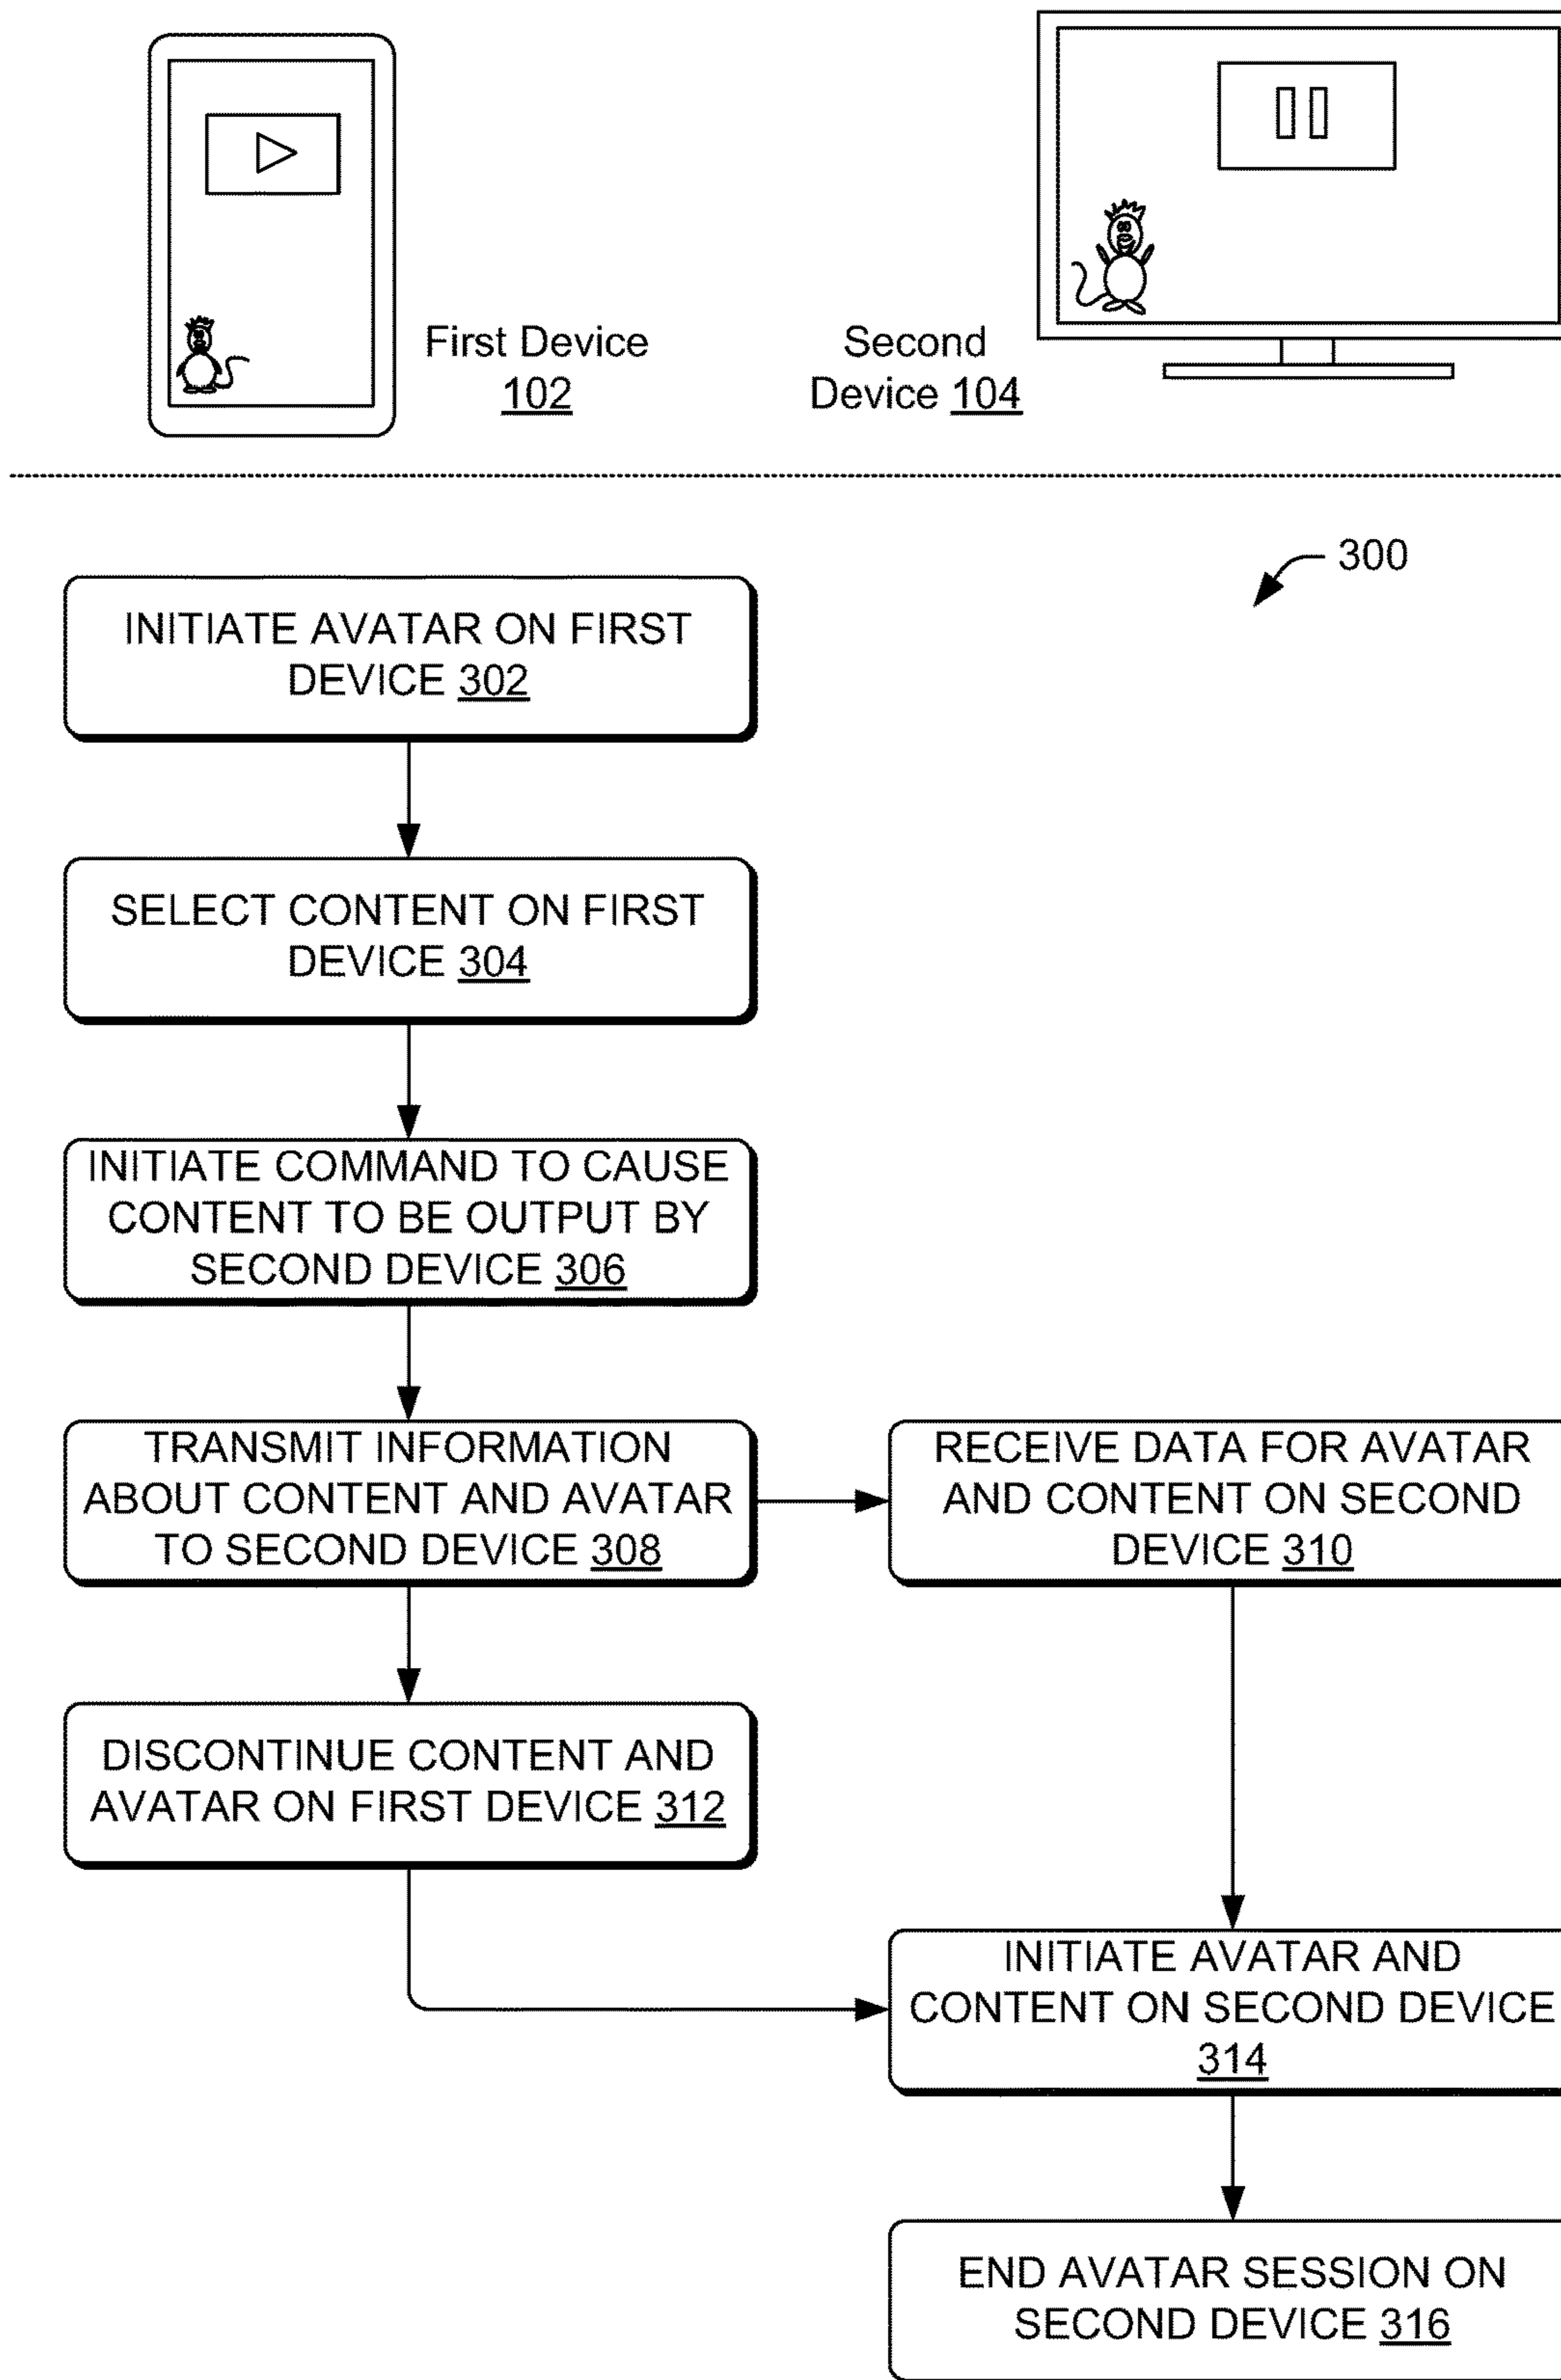 First Device
102
Second
Device 104
300
INITIATE AVATAR ON FIRST
DEVICE 302
SELECT CONTENT ON FIRST
DEVICE 304
INITIATE COMMAND TO CAUSE
CONTENT TO BE OUTPUT BY
SECOND DEVICE 306
TRANSMIT INFORMATION
ABOUT CONTENT AND AVATAR
TO SECOND DEVICE 308
RECEIVE DATA FOR AVATAR
AND CONTENT ON SECOND
DEVICE 310
DISCONTINUE CONTENT AND
AVATAR ON FIRST DEVICE 312
INITIATE AVATAR AND
CONTENT ON SECOND DEVICE
314
END AVATAR SESSION ON
SECOND DEVICE 316